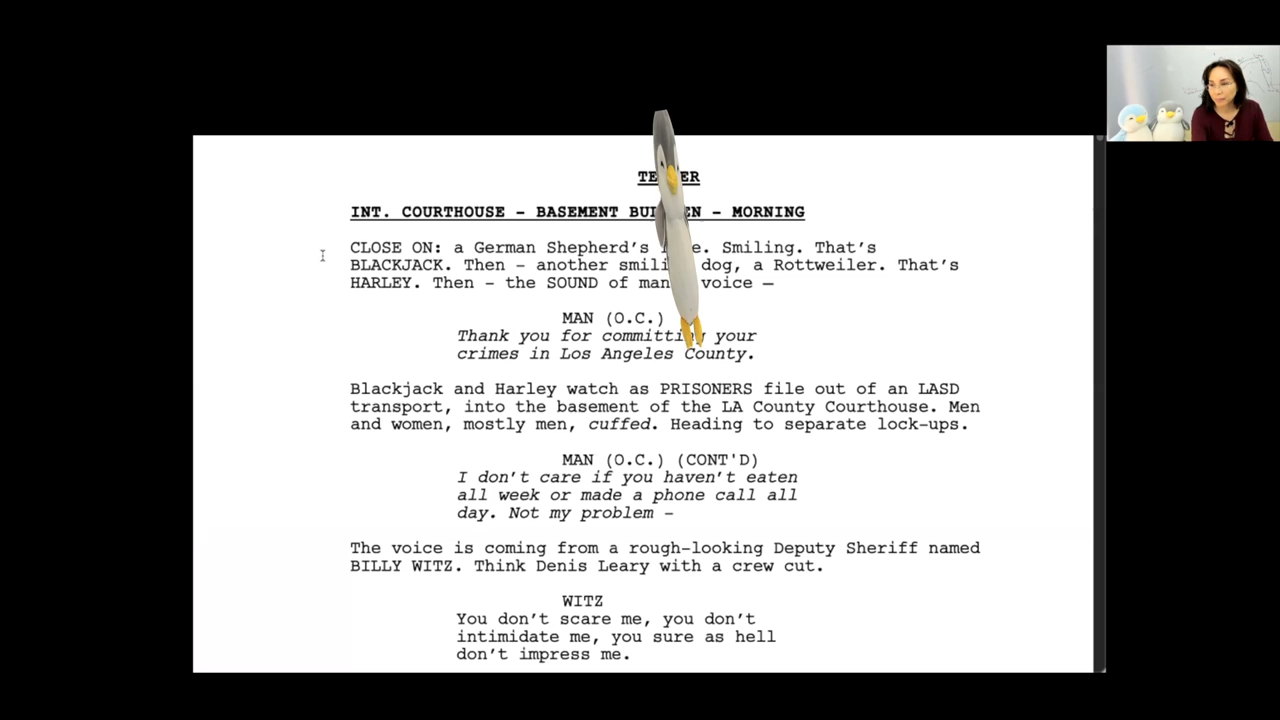 TEASER
INT. COURTHOUSE – BASEMENT BULLPEN – MORNING
CLOSE ON: a German Shepherd’s face. Smiling. That’s
BLACKJACK. Then – another smiling dog, a Rottweiler. That’s
HARLEY. Then – the SOUND of voice —
MAN (O.C.)
Thank you for committing your
crimes in Los Angeles County.
Blackjack and Harley watch as PRISONERS file out of an LASD
transport, into the basement of the LA County Courthouse. Men
and women, mostly men, cuffed. Heading to separate lock-ups.
MAN (O.C.) (CONT'D)
I don’t care if you haven’t eaten
all week or made a phone call all
day. Not my problem –
The voice is coming from a rough-looking Deputy Sheriff named
BILLY WITZ. Think Denis Leary with a crew cut.
WITZ
You don’t scare me, you don’t
intimidate me, you sure as hell
don’t impress me.